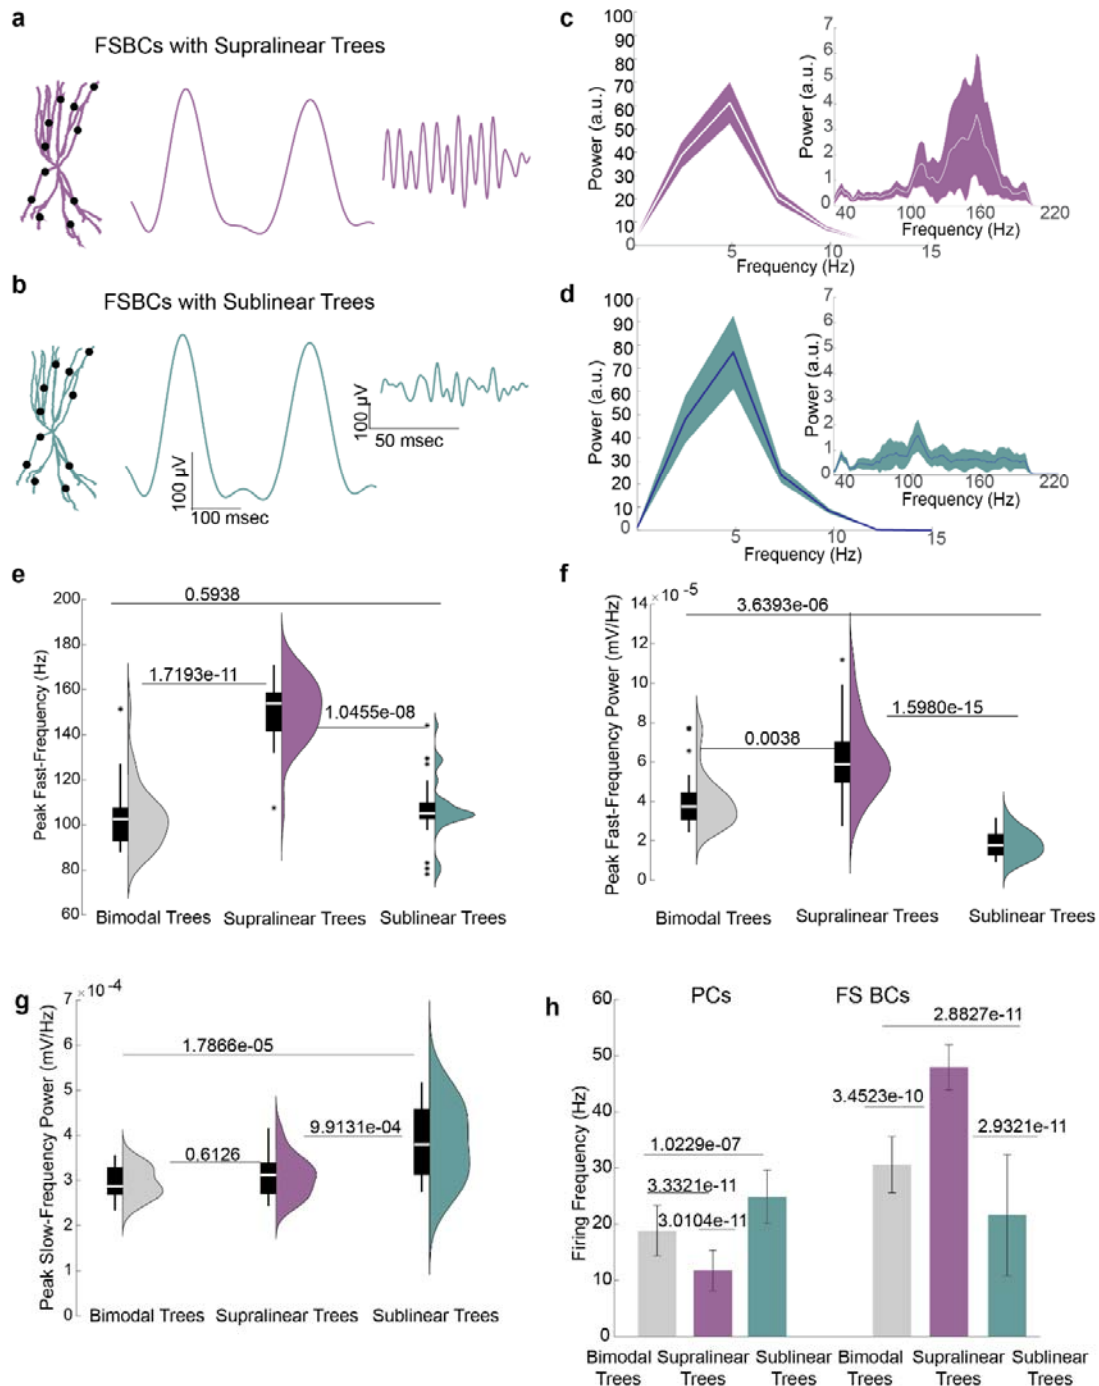 a
FSBCs with Supralinear Trees
b
FSBCs with Sublinear Trees
100 µV
100 msec
100 µV
50 msec
c
Power (a.u.)
100
90
80
70
60
50
40
30
20
10
0
5
10
15
Frequency (Hz)
Power (a.u.)
7
6
5
4
3
2
1
0
40
100
160
220
Frequency (Hz)
d
Power (a.u.)
100
90
80
70
60
50
40
30
20
10
0
5
10
15
Frequency (Hz)
Power (a.u.)
7
6
5
4
3
2
1
0
40
100
160
220
Frequency (Hz)
e
Peak Fast-Frequency (Hz)
200
180
160
140
120
100
80
60
0.5938
1.7193e-11
1.0455e-08
Bimodal Trees
Supralinear Trees
Sublinear Trees
f
Peak Fast-Frequency Power (mV/Hz)
14 × 10 -5
12
10
8
6
4
2
0
3.6393e-06
1.5980e-15
0.0038
Bimodal Trees
Supralinear Trees
Sublinear Trees
g
Peak Slow-Frequency Power (mV/Hz)
7 ×10 -4
6
5
4
3
2
1
0
1.7866e-05
9.9131e-04
0.6126
Bimodal Trees
Supralinear Trees
Sublinear Trees
h
PCs
FS BCs
Firing Frequency (Hz)
60
50
40
30
20
10
0
2.8827e-11
3.4523e-10
2.9321e-11
1.0229e-07
3.3321e-11
3.0104e-11
Bimodal Trees
Supralinear Trees
Sublinear Trees
Bimodal Trees
Supralinear Trees
Sublinear Trees